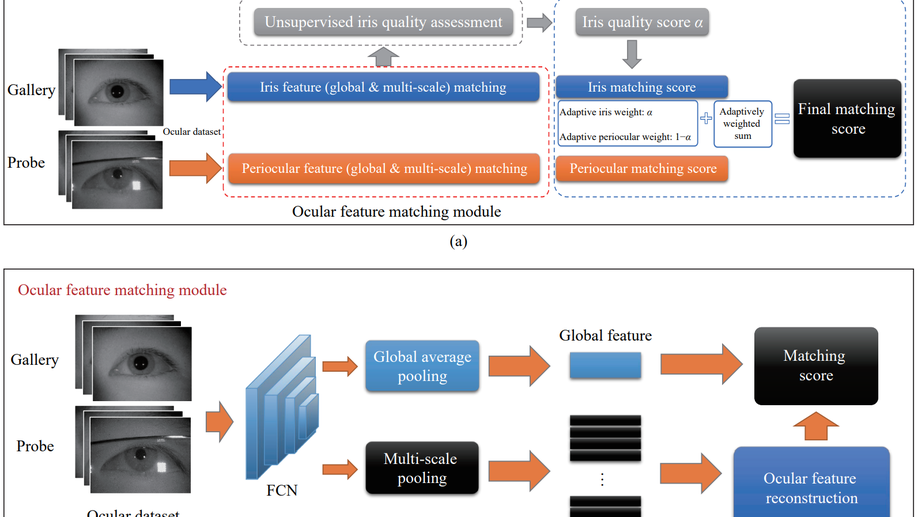 Unsupervised iris quality assessment
Iris quality score α
Gallery
Iris feature (global & multi-scale) matching
Iris matching score
Adaptive iris weight: α
Adaptive periocular weight: 1−α
Adaptively
weighted
sum
Final matching
score
Ocular dataset
Probe
Periocular feature (global & multi-scale) matching
Periocular matching score
Ocular feature matching module
(a)
Ocular feature matching module
Gallery
Global average
pooling
Global feature
Matching
score
Probe
FCN
Multi-scale
pooling
⋮
Ocular feature
reconstruction
Ocular dataset